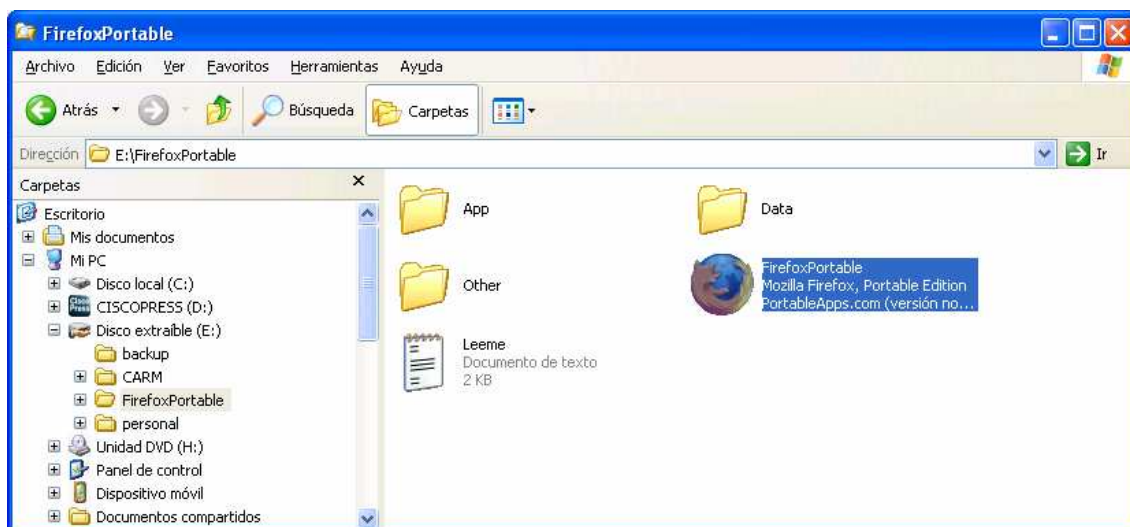 FirefoxPortable
Archivo Edición Ver Favoritos Herramientas Ayuda
Atrás Búsqueda Carpetas
Dirección E:\FirefoxPortable Ir
Carpetas
Escritorio
Mis documentos
Mi PC
Disco local (C:)
CISCOPRESS (D:)
Disco extraíble (E:)
backup
CARM
FirefoxPortable
personal
Unidad DVD (H:)
Panel de control
Dispositivo móvil
Documentos compartidos
App
Data
Other
FirefoxPortable
Mozilla Firefox, Portable Edition
PortableApps.com (versión no...
Leeme
Documento de texto
2 KB